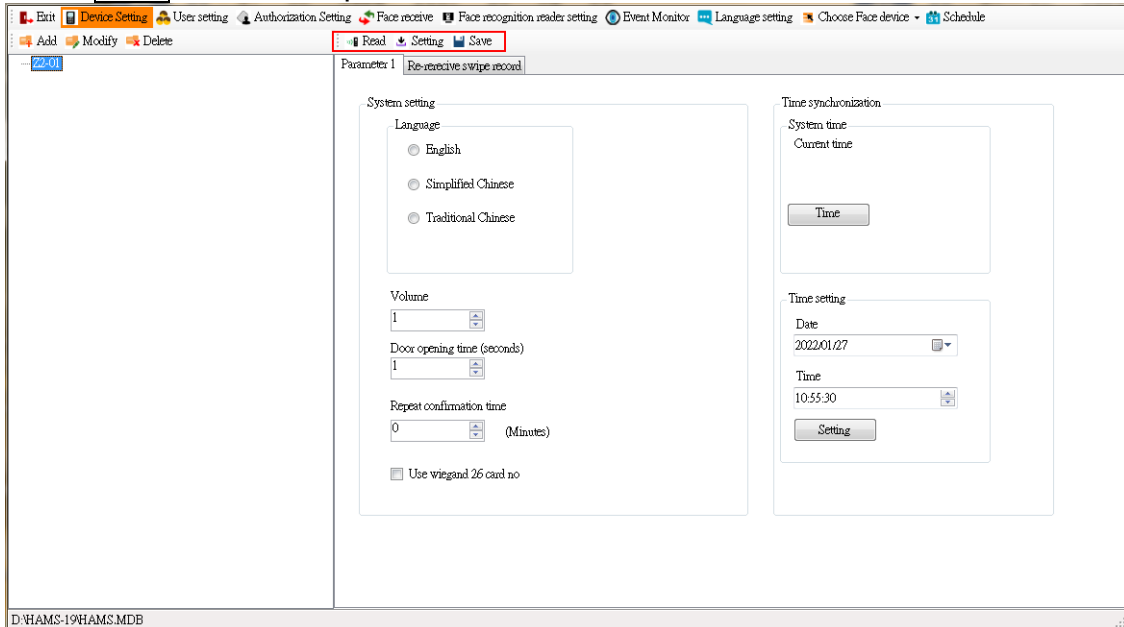 Exit Device Setting User setting Authorization Setting Face receive Face recognition reader setting Event Monitor Language setting Choose Face device Schedule
Add Modify Delete Read Setting Save
Z2-01
Parameter 1 Re-rerecive swipe record
System setting
Language
English
Simplified Chinese
Traditional Chinese
Volume
1
Door opening time (seconds)
1
Repeat confirmation time
0 (Minutes)
Use wiegand 26 card no
Time synchronization
System time
Current time
Time
Time setting
Date
2022/01/27
Time
10:55:30
Setting
D:\HAMS-19\HAMS.MDB